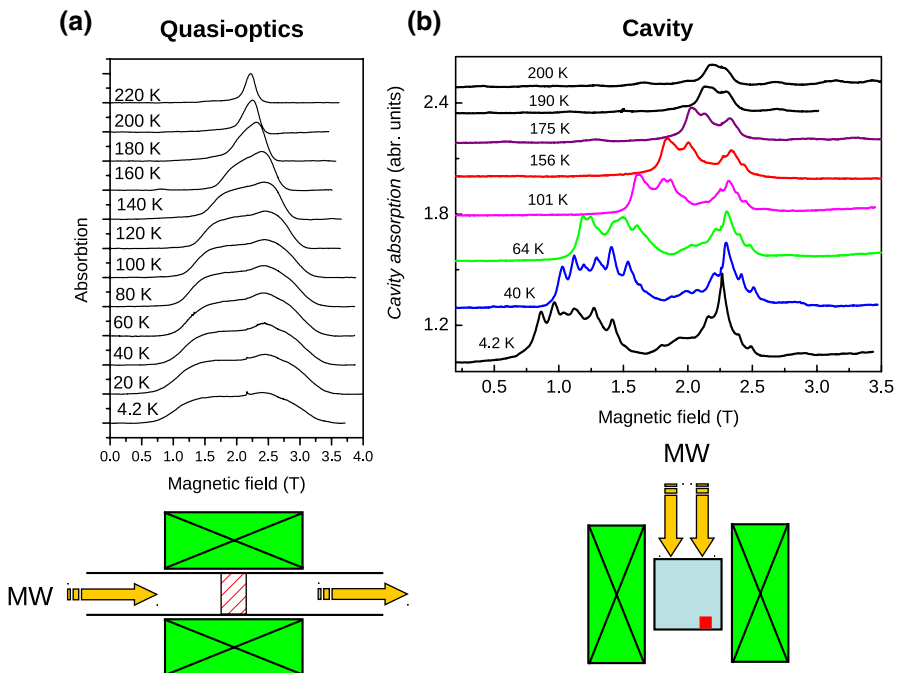 (a)
Quasi-optics
220 K
200 K
180 K
160 K
140 K
120 K
100 K
80 K
60 K
40 K
20 K
4.2 K
Absorbtion
0.0 0.5 1.0 1.5 2.0 2.5 3.0 3.5 4.0
Magnetic field (T)
MW
(b)
Cavity
200 K
190 K
175 K
156 K
101 K
64 K
40 K
4.2 K
Cavity absorption (abr. units)
2.4
1.8
1.2
0.5 1.0 1.5 2.0 2.5 3.0 3.5
Magnetic field (T)
MW